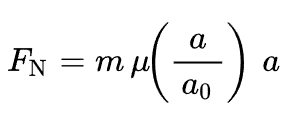 F_N = m μ(a / a_0) a